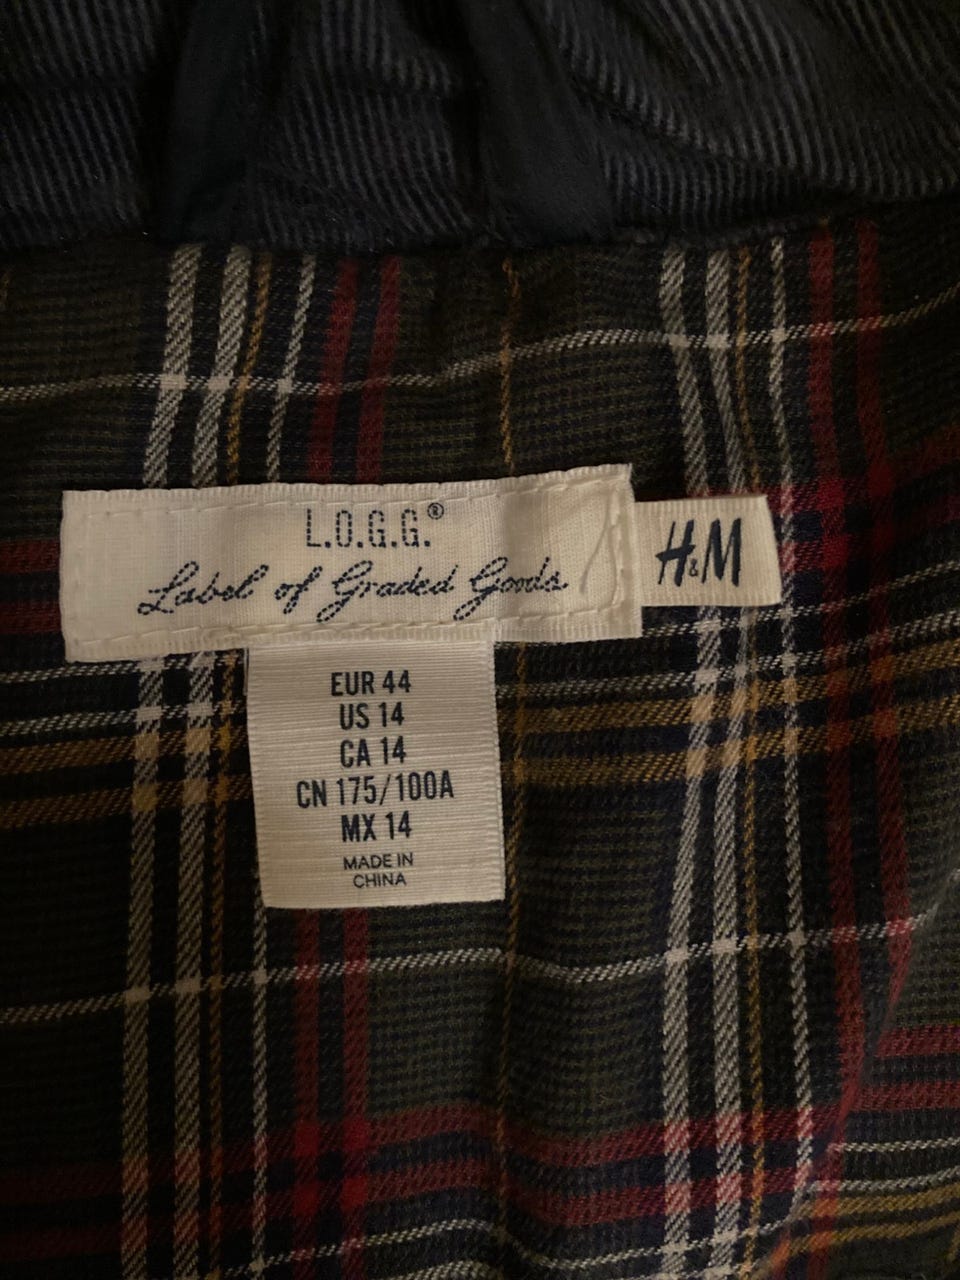 L.O.G.G.®
Label of Graded Goods
H&M
EUR 44
US 14
CA 14
CN 175/100A
MX 14
MADE IN
CHINA